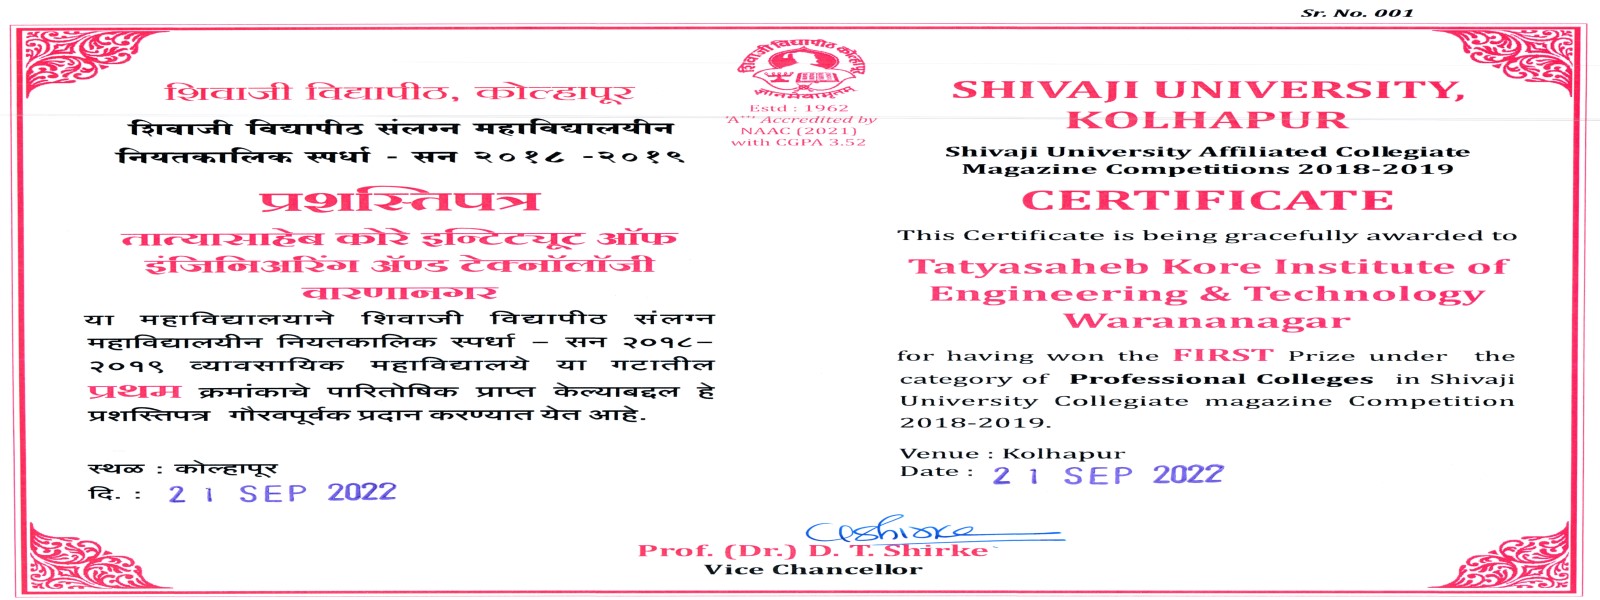 Sr. No. 001
शिवाजी विद्यापीठ, कोल्हापूर
शिवाजी विद्यापीठ संलग्न महाविद्यालयीन
नियतकालिक स्पर्धा - सन २०१८ -२०१९
प्रशस्तिपत्र
तात्यासाहेब कोरे इन्टिट्यूट ऑफ
इंजिनिअरिंग ॲण्ड टेक्नॉलॉजी
वारणानगर
या महाविद्यालयाने शिवाजी विद्यापीठ संलग्न
महाविद्यालयीन नियतकालिक स्पर्धा – सन २०१८–
२०१९ व्यावसायिक महाविद्यालये या गटातील
प्रथम क्रमांकाचे पारितोषिक प्राप्त केल्याबद्दल हे
प्रशस्तिपत्र गौरवपूर्वक प्रदान करण्यात येत आहे.
स्थळ : कोल्हापूर
दि. : 21 SEP 2022
शिवाजी विद्यापीठ कोल्हापूर
ज्ञानमेवामृतम
Estd : 1962
'A++' Accredited by
NAAC (2021)
with CGPA 3.52
SHIVAJI UNIVERSITY,
KOLHAPUR
Shivaji University Affiliated Collegiate
Magazine Competitions 2018-2019
CERTIFICATE
This Certificate is being gracefully awarded to
Tatyasaheb Kore Institute of
Engineering & Technology
Warananagar
for having won the FIRST Prize under the
category of Professional Colleges in Shivaji
University Collegiate magazine Competition
2018-2019.
Venue : Kolhapur
Date : 21 SEP 2022
Prof. (Dr.) D. T. Shirke
Vice Chancellor